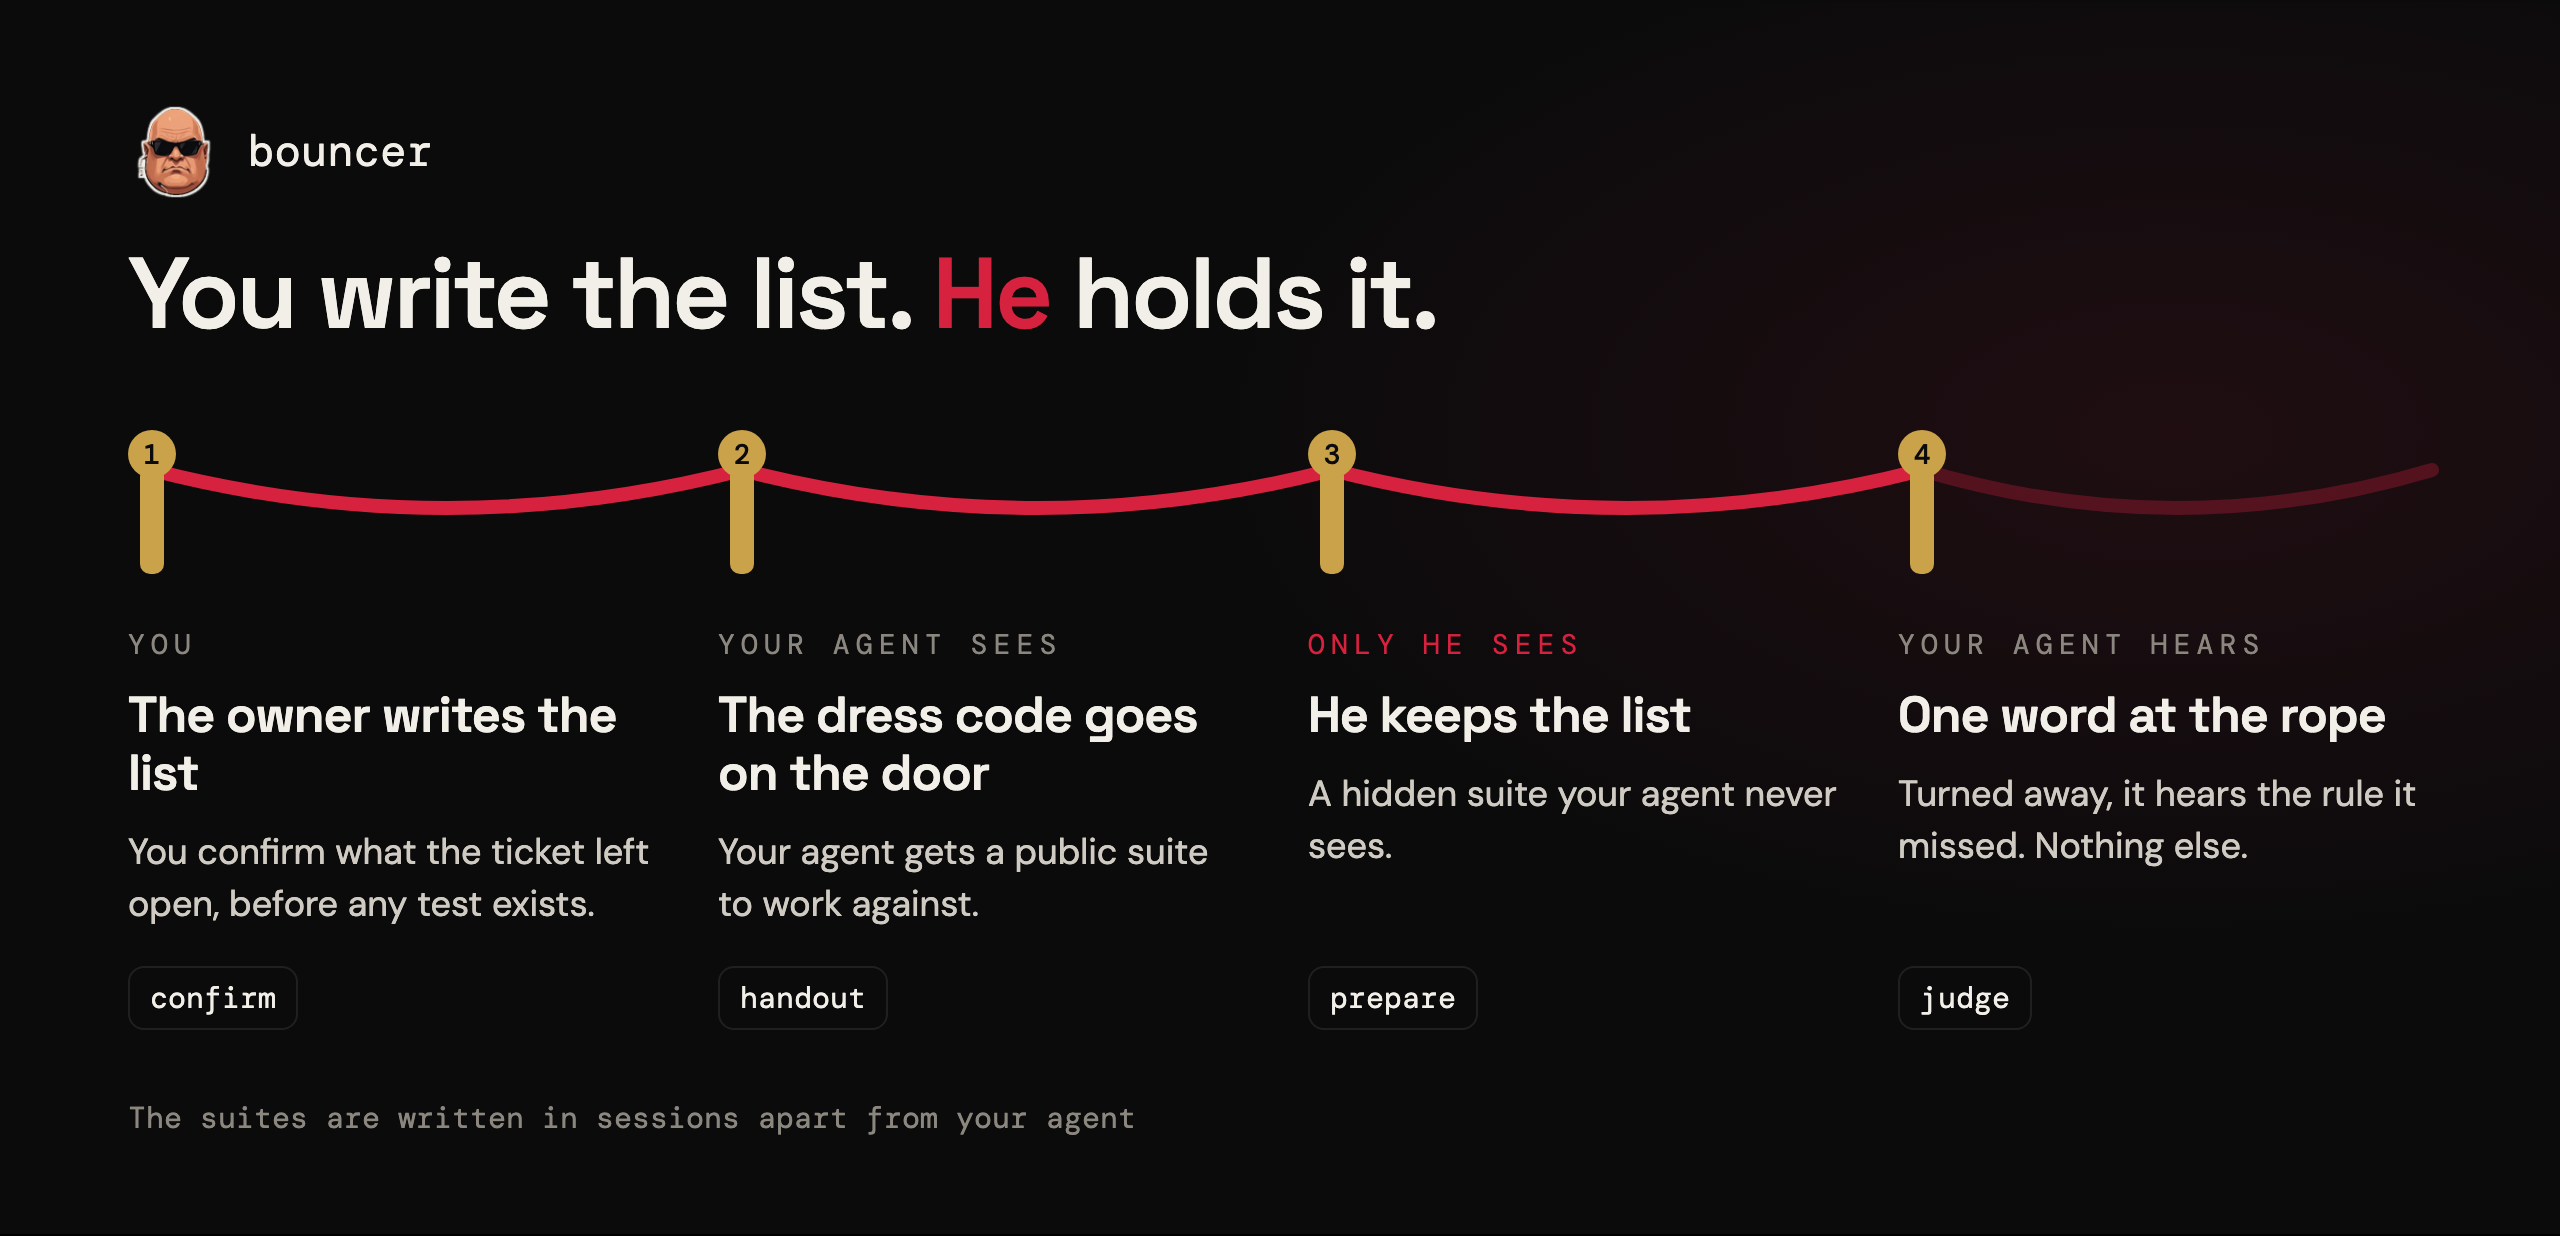 bouncer
You write the list. He holds it.
1
2
3
4
YOU
The owner writes the
list
You confirm what the ticket left
open, before any test exists.
confirm
YOUR AGENT SEES
The dress code goes
on the door
Your agent gets a public suite
to work against.
handout
ONLY HE SEES
He keeps the list
A hidden suite your agent never
sees.
prepare
YOUR AGENT HEARS
One word at the rope
Turned away, it hears the rule it
missed. Nothing else.
judge
The suites are written in sessions apart from your agent